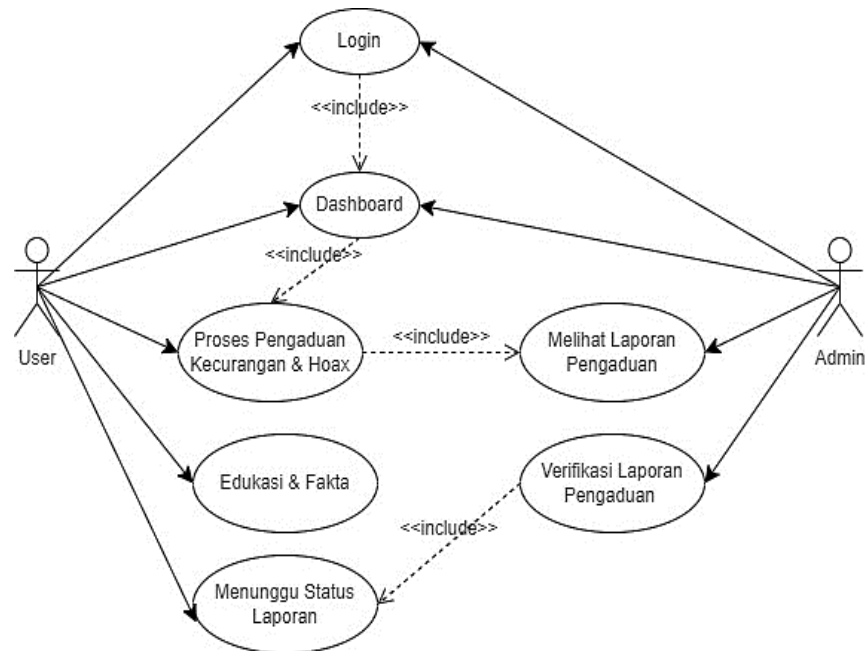 Login
<<include>>
Dashboard
<<include>>
User
Proses Pengaduan
Kecurangan & Hoax
<<include>>
Melihat Laporan
Pengaduan
Admin
Edukasi & Fakta
Verifikasi Laporan
Pengaduan
<<include>>
Menunggu Status
Laporan